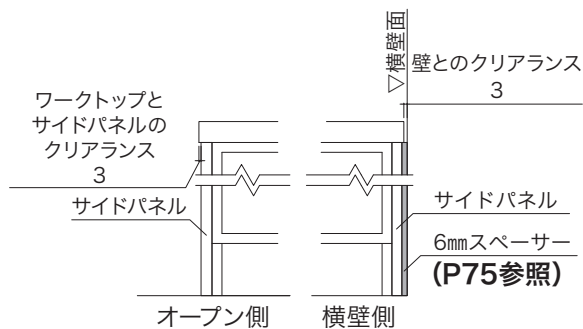 ▽横壁面
壁とのクリアランス
3
ワークトップと
サイドパネルの
クリアランス
3
サイドパネル
サイドパネル
6㎜スペーサー
(P75参照)
オープン側
横壁側